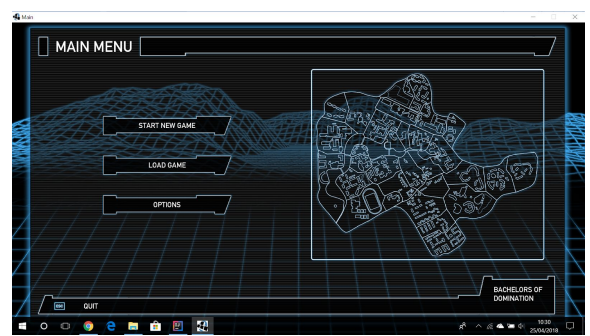 Main
MAIN MENU
START NEW GAME
LOAD GAME
OPTIONS
BACHELORS OF
DOMINATION
ESC QUIT
10:30
25/04/2018